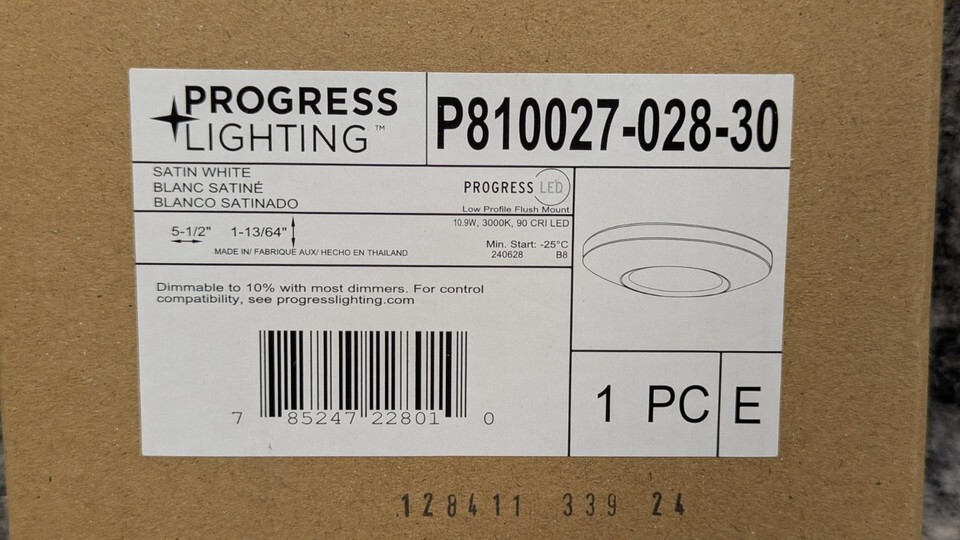 PROGRESS
LIGHTING™
P810027-028-30
SATIN WHITE
BLANC SATINÉ
BLANCO SATINADO
PROGRESS LED
Low Profile Flush Mount
5-1/2" 1-13/64"
10.9W, 3000K, 90 CRI LED
MADE IN/ FABRIQUE AUX/ HECHO EN THAILAND
Min. Start: -25°C
240628 B8
Dimmable to 10% with most dimmers. For control
compatibility, see progresslighting.com
7 85247 22801 0
1 PC E
128411 339 24